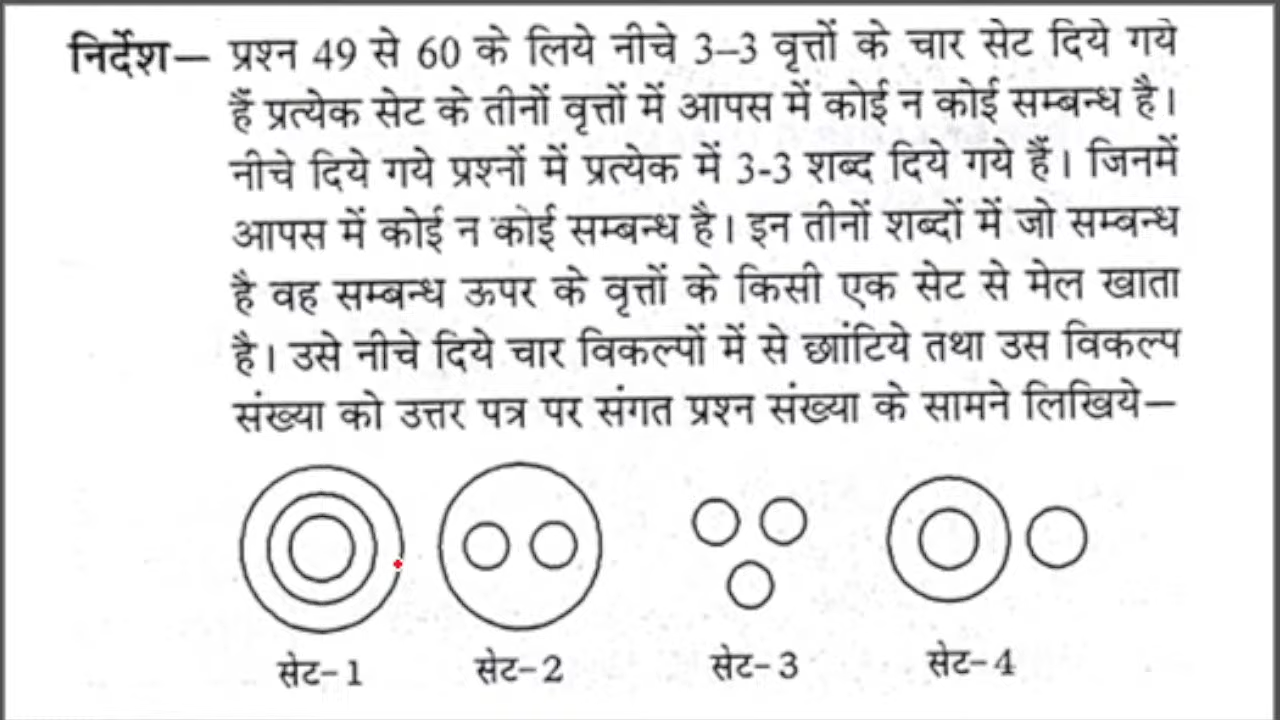 निर्देश– प्रश्न 49 से 60 के लिये नीचे 3–3 वृत्तों के चार सेट दिये गये
हैं प्रत्येक सेट के तीनों वृत्तों में आपस में कोई न कोई सम्बन्ध है।
नीचे दिये गये प्रश्नों में प्रत्येक में 3-3 शब्द दिये गये हैं। जिनमें
आपस में कोई न कोई सम्बन्ध है। इन तीनों शब्दों में जो सम्बन्ध
है वह सम्बन्ध ऊपर के वृत्तों के किसी एक सेट से मेल खाता
है। उसे नीचे दिये चार विकल्पों में से छाांटिये तथा उस विकल्प
संख्या को उत्तर पत्र पर संगत प्रश्न संख्या के सामने लिखिये–
सेट-1 सेट-2 सेट-3 सेट-4